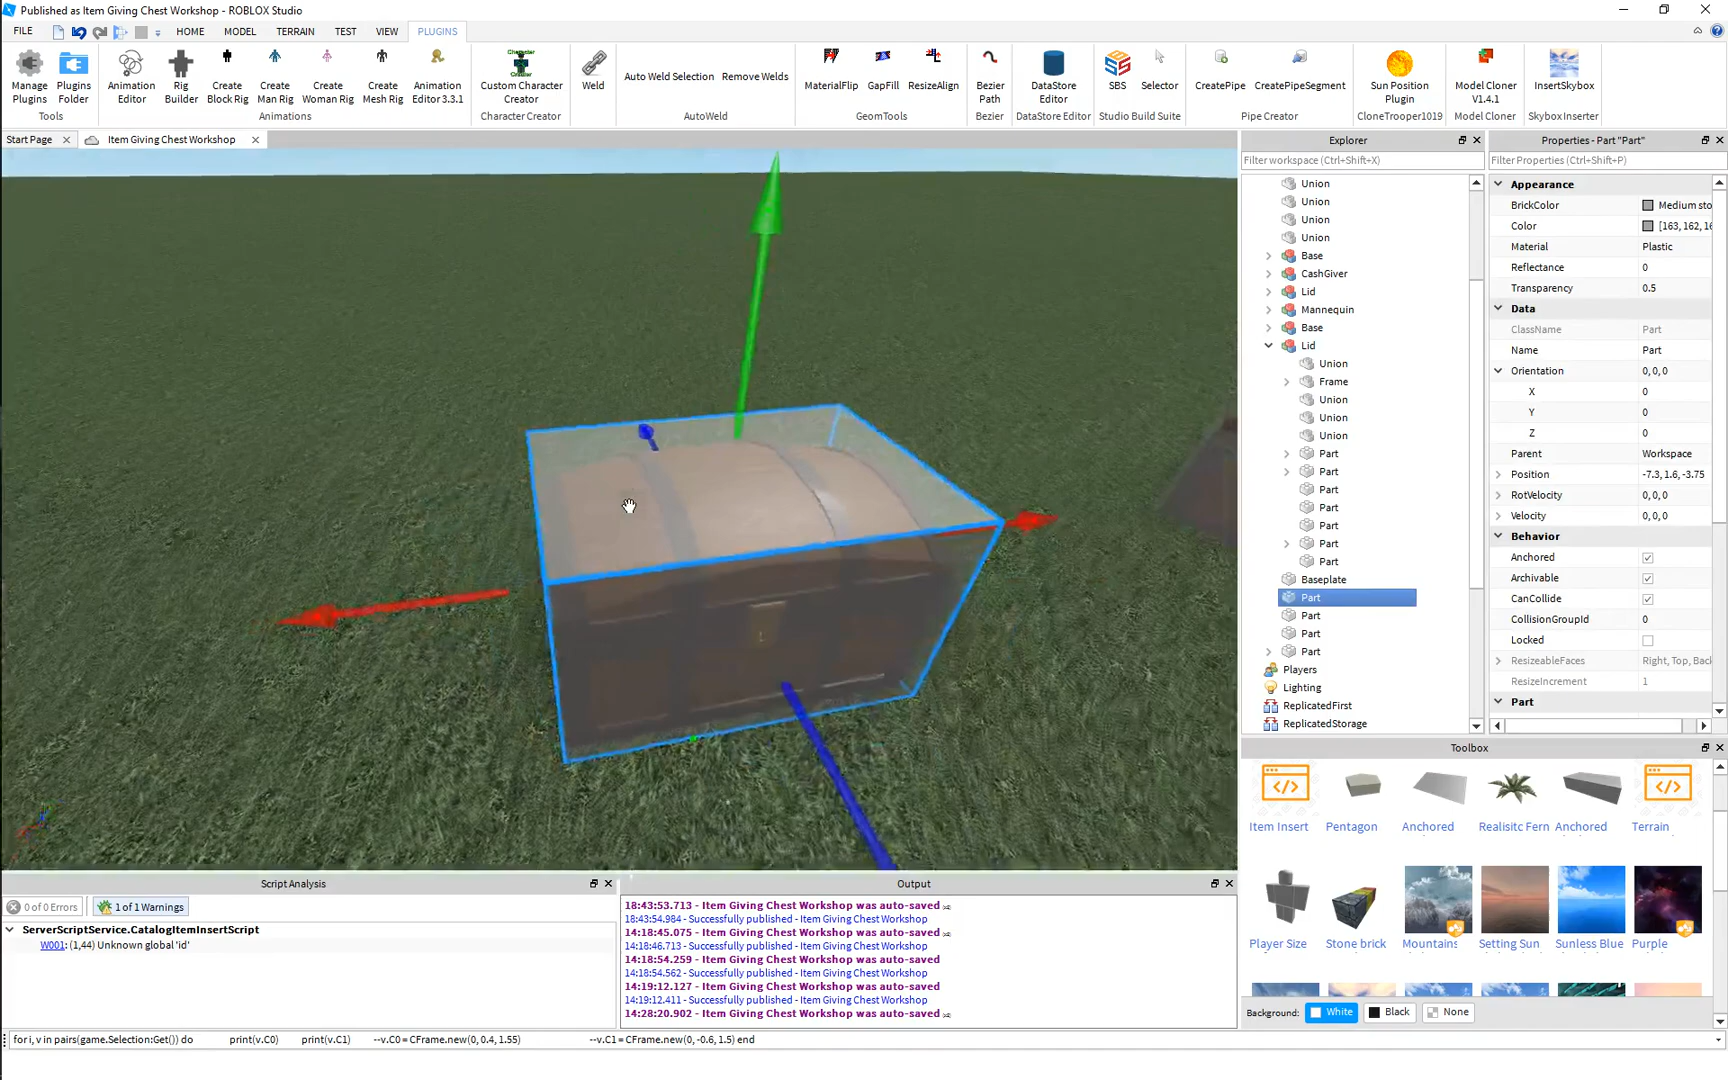 Published as Item Giving Chest Workshop - ROBLOX Studio
FILE HOME MODEL TERRAIN TEST VIEW PLUGINS
Manage Plugins
Plugins Folder
Animation Editor
Rig Builder
Create Block Rig
Create Man Rig
Create Woman Rig
Create Mesh Rig
Animation Editor 3.3.1
Custom Character Creator
Weld
Auto Weld Selection
Remove Welds
MaterialFlip
GapFill
ResizeAlign
Bezier Path
DataStore Editor
SBS
Selector
CreatePipe
CreatePipeSegment
Sun Position Plugin
Model Cloner V1.4.1
InsertSkybox
Tools
Animations
Character Creator
AutoWeld
GeomTools
Bezier
DataStore Editor
Studio Build Suite
Pipe Creator
CloneTrooper1019
Model Cloner
Skybox Inserter
Start Page
Item Giving Chest Workshop
Explorer
Filter workspace (Ctrl+Shift+X)
Union
Union
Union
Union
Base
CashGiver
Lid
Mannequin
Base
Lid
Union
Frame
Union
Union
Union
Part
Part
Part
Part
Part
Part
Part
Baseplate
Part
Part
Part
Part
Players
Lighting
ReplicatedFirst
ReplicatedStorage
Properties - Part "Part"
Filter Properties (Ctrl+Shift+P)
Appearance
BrickColor Medium sto
Color [163, 162, 16
Material Plastic
Reflectance 0
Transparency 0.5
Data
ClassName Part
Name Part
Orientation 0, 0, 0
X 0
Y 0
Z 0
Parent Workspace
Position -7.3, 1.6, -3.75
RotVelocity 0, 0, 0
Velocity 0, 0, 0
Behavior
Anchored
Archivable
CanCollide
CollisionGroupId 0
Locked
ResizeableFaces Right, Top, Bac
ResizeIncrement 1
Part
Toolbox
Item Insert Pentagon Anchored Realisitc Fern Anchored Terrain
Player Size Stone brick Mountains Setting Sun Sunless Blue Purple
Background: White Black None
Script Analysis
0 of 0 Errors 1 of 1 Warnings
ServerScriptService.CatalogItemInsertScript
W001: (1,44) Unknown global 'id'
Output
18:43:53.713 - Item Giving Chest Workshop was auto-saved
18:43:54.984 - Successfully published - Item Giving Chest Workshop
14:18:45.075 - Item Giving Chest Workshop was auto-saved
14:18:46.713 - Successfully published - Item Giving Chest Workshop
14:18:54.259 - Item Giving Chest Workshop was auto-saved
14:18:54.562 - Successfully published - Item Giving Chest Workshop
14:19:12.127 - Item Giving Chest Workshop was auto-saved
14:19:12.411 - Successfully published - Item Giving Chest Workshop
14:28:20.902 - Item Giving Chest Workshop was auto-saved
for i, v in pairs(game.Selection:Get()) do print(v.C0) print(v.C1) --v.C0 = CFrame.new(0, 0.4, 1.55) --v.C1 = CFrame.new(0, -0.6, 1.5) end